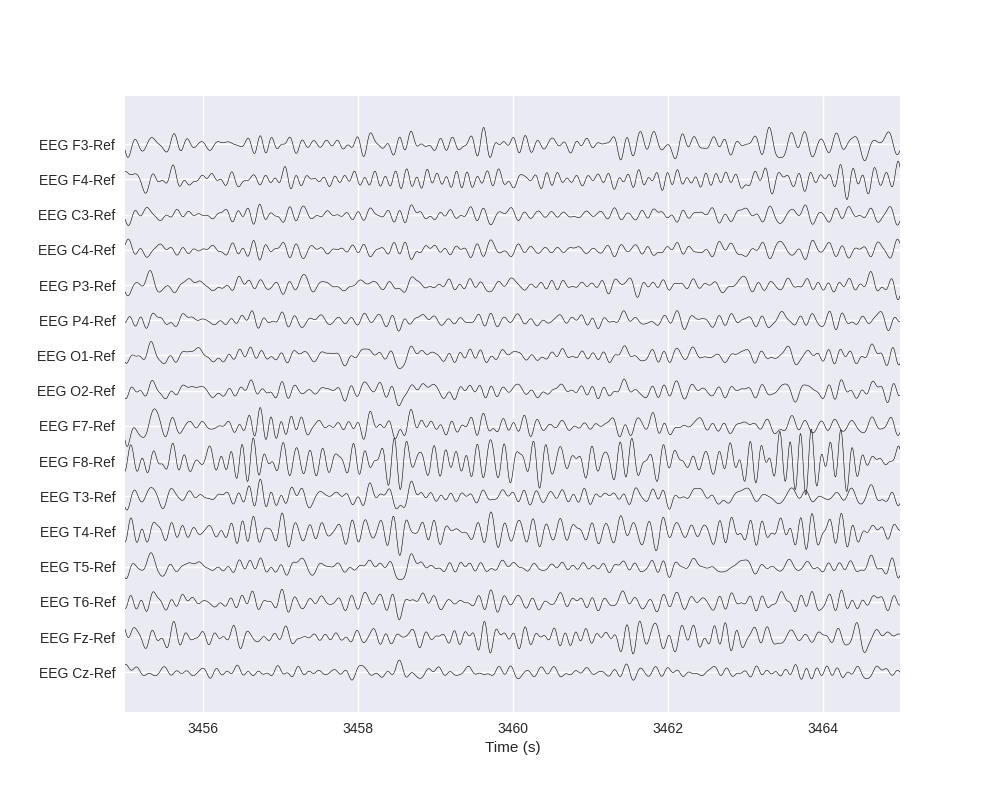 EEG F3-Ref
EEG F4-Ref
EEG C3-Ref
EEG C4-Ref
EEG P3-Ref
EEG P4-Ref
EEG O1-Ref
EEG O2-Ref
EEG F7-Ref
EEG F8-Ref
EEG T3-Ref
EEG T4-Ref
EEG T5-Ref
EEG T6-Ref
EEG Fz-Ref
EEG Cz-Ref
3456 3458 3460 3462 3464
Time (s)